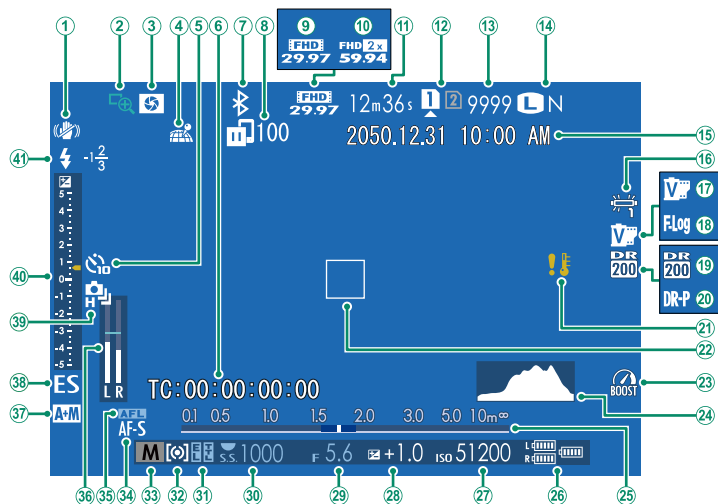 9 10
FHD 29.97 FHD 2x 59.94
1 2 3 4 5 6 7 8 11 12 13 14
FHD 29.97 12m36s 1 2 9999 L N
100
2050.12.31 10:00 AM 15
16
41 -1 2/3
1
V 17
F-Log 18
5
4
3
2
1
0
-1
-2
-3
-4
-5
40
10
H
39
V
DR 200
DR 200 19
DR-P 20
! 21
22
L R
38 ES
TC:00:00:00:00
BOOST 23
24
37 A+M
AFL
AF-S
0.1 0.5 1.0 1.5 2.0 3.0 5.0 10m∞
M S.S. 1000 F 5.6 +1.0 ISO 51200 L R
36 35 34 33 32 31 30 29 28 27 26 25